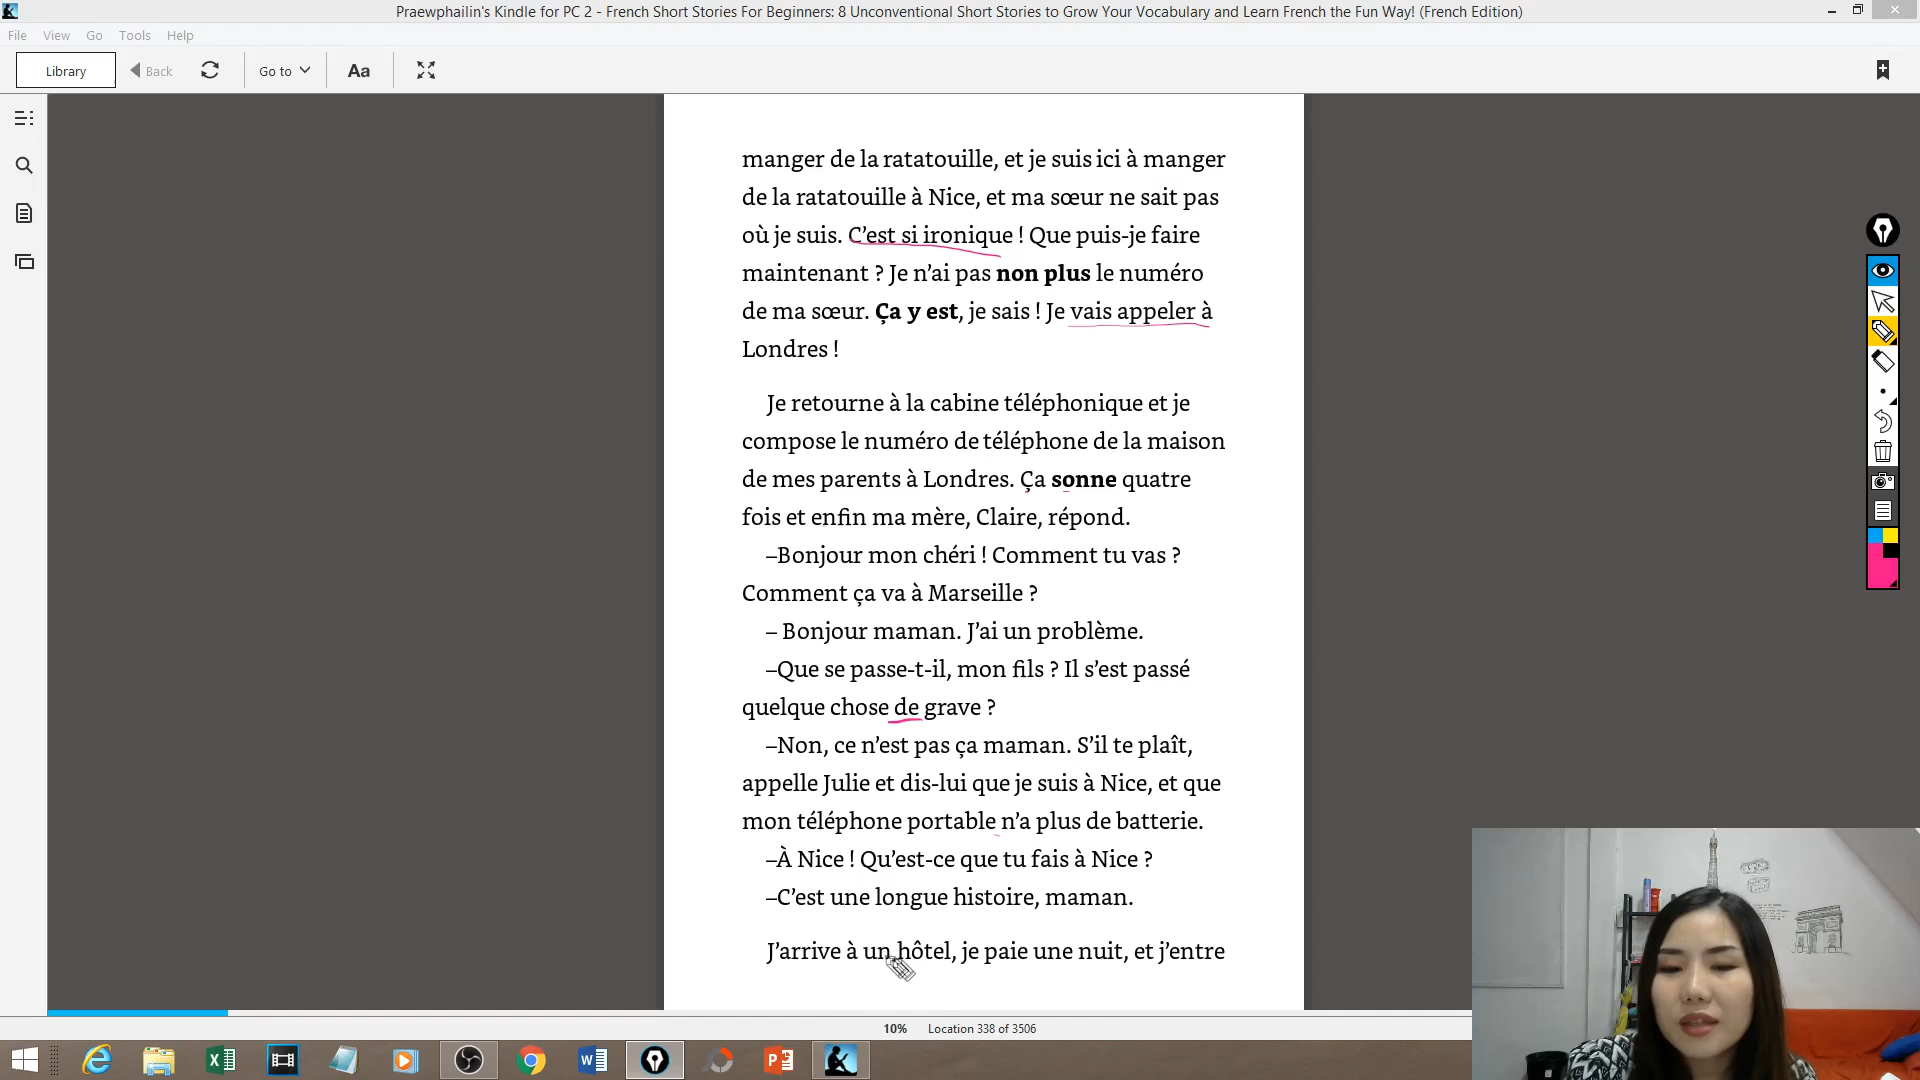 Praewphailin's Kindle for PC 2 - French Short Stories For Beginners: 8 Unconventional Short Stories to Grow Your Vocabulary and Learn French the Fun Way! (French Edition)
File View Go Tools Help
Library Back Go to Aa
manger de la ratatouille, et je suis ici à manger
de la ratatouille à Nice, et ma sœur ne sait pas
où je suis. C’est si ironique ! Que puis-je faire
maintenant ? Je n’ai pas non plus le numéro
de ma sœur. Ça y est, je sais ! Je vais appeler à
Londres !
Je retourne à la cabine téléphonique et je
compose le numéro de téléphone de la maison
de mes parents à Londres. Ça sonne quatre
fois et enfin ma mère, Claire, répond.
–Bonjour mon chéri ! Comment tu vas ?
Comment ça va à Marseille ?
– Bonjour maman. J’ai un problème.
–Que se passe-t-il, mon fils ? Il s’est passé
quelque chose de grave ?
–Non, ce n’est pas ça maman. S’il te plaît,
appelle Julie et dis-lui que je suis à Nice, et que
mon téléphone portable n’a plus de batterie.
–À Nice ! Qu’est-ce que tu fais à Nice ?
–C’est une longue histoire, maman.
J’arrive à un hôtel, je paie une nuit, et j’entre
10% Location 338 of 3506